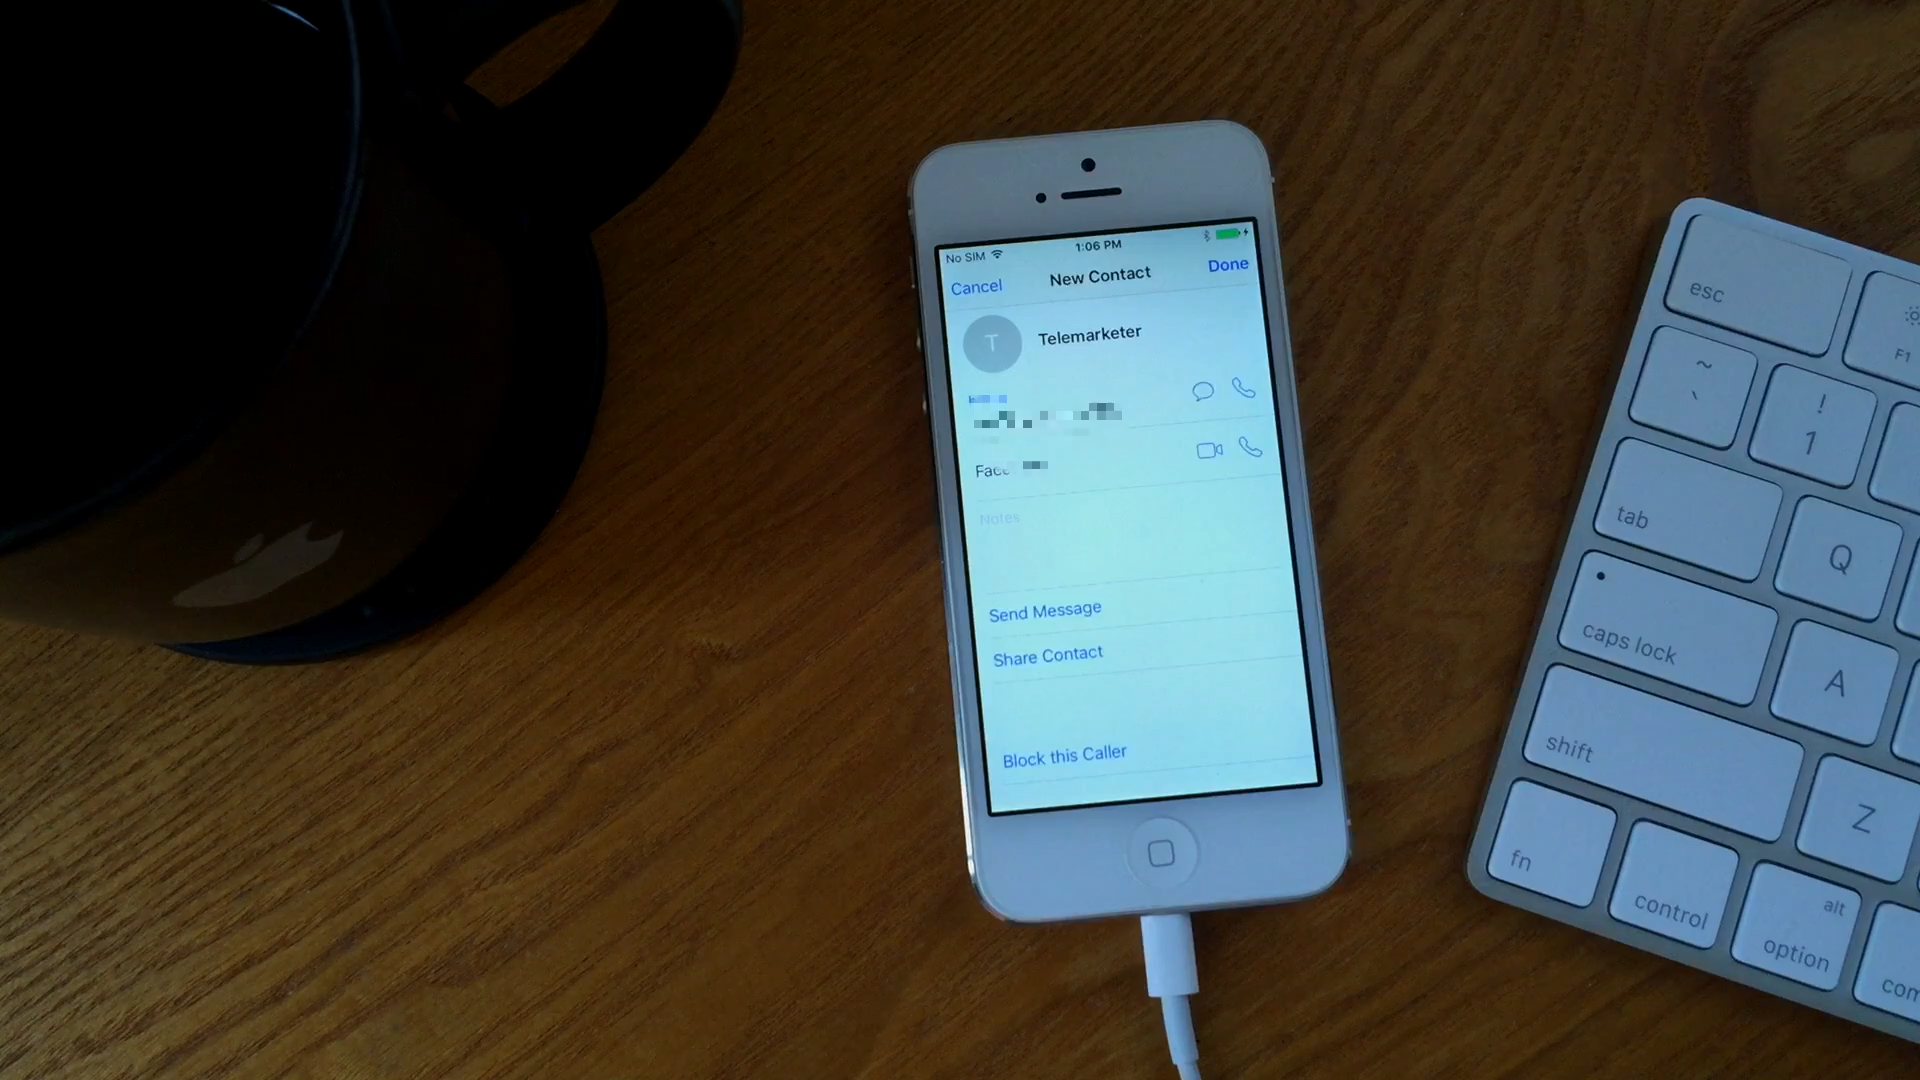 No SIM 1:06 PM
Cancel New Contact Done
T Telemarketer
Notes
Send Message
Share Contact
Block this Caller
esc
F1
~
`
!
1
tab
Q
caps lock
A
shift
Z
fn
control
alt
option